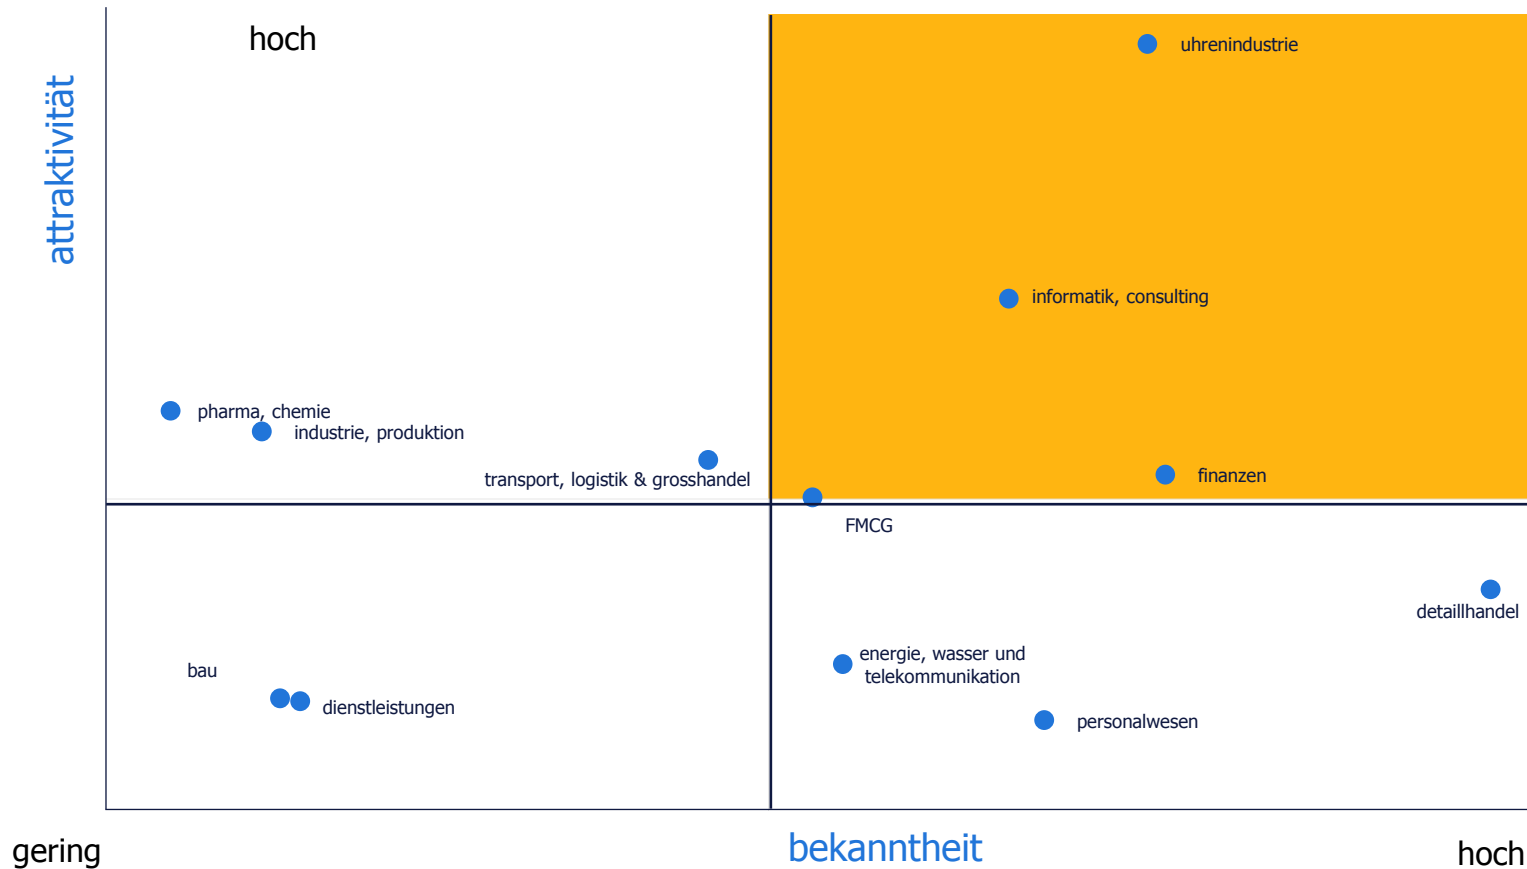 hoch
uhrenindustrie
attraktivität
informatik, consulting
pharma, chemie
industrie, produktion
transport, logistik & grosshandel
finanzen
FMCG
detaillhandel
energie, wasser und
telekommunikation
bau
dienstleistungen
personalwesen
gering
bekanntheit
hoch